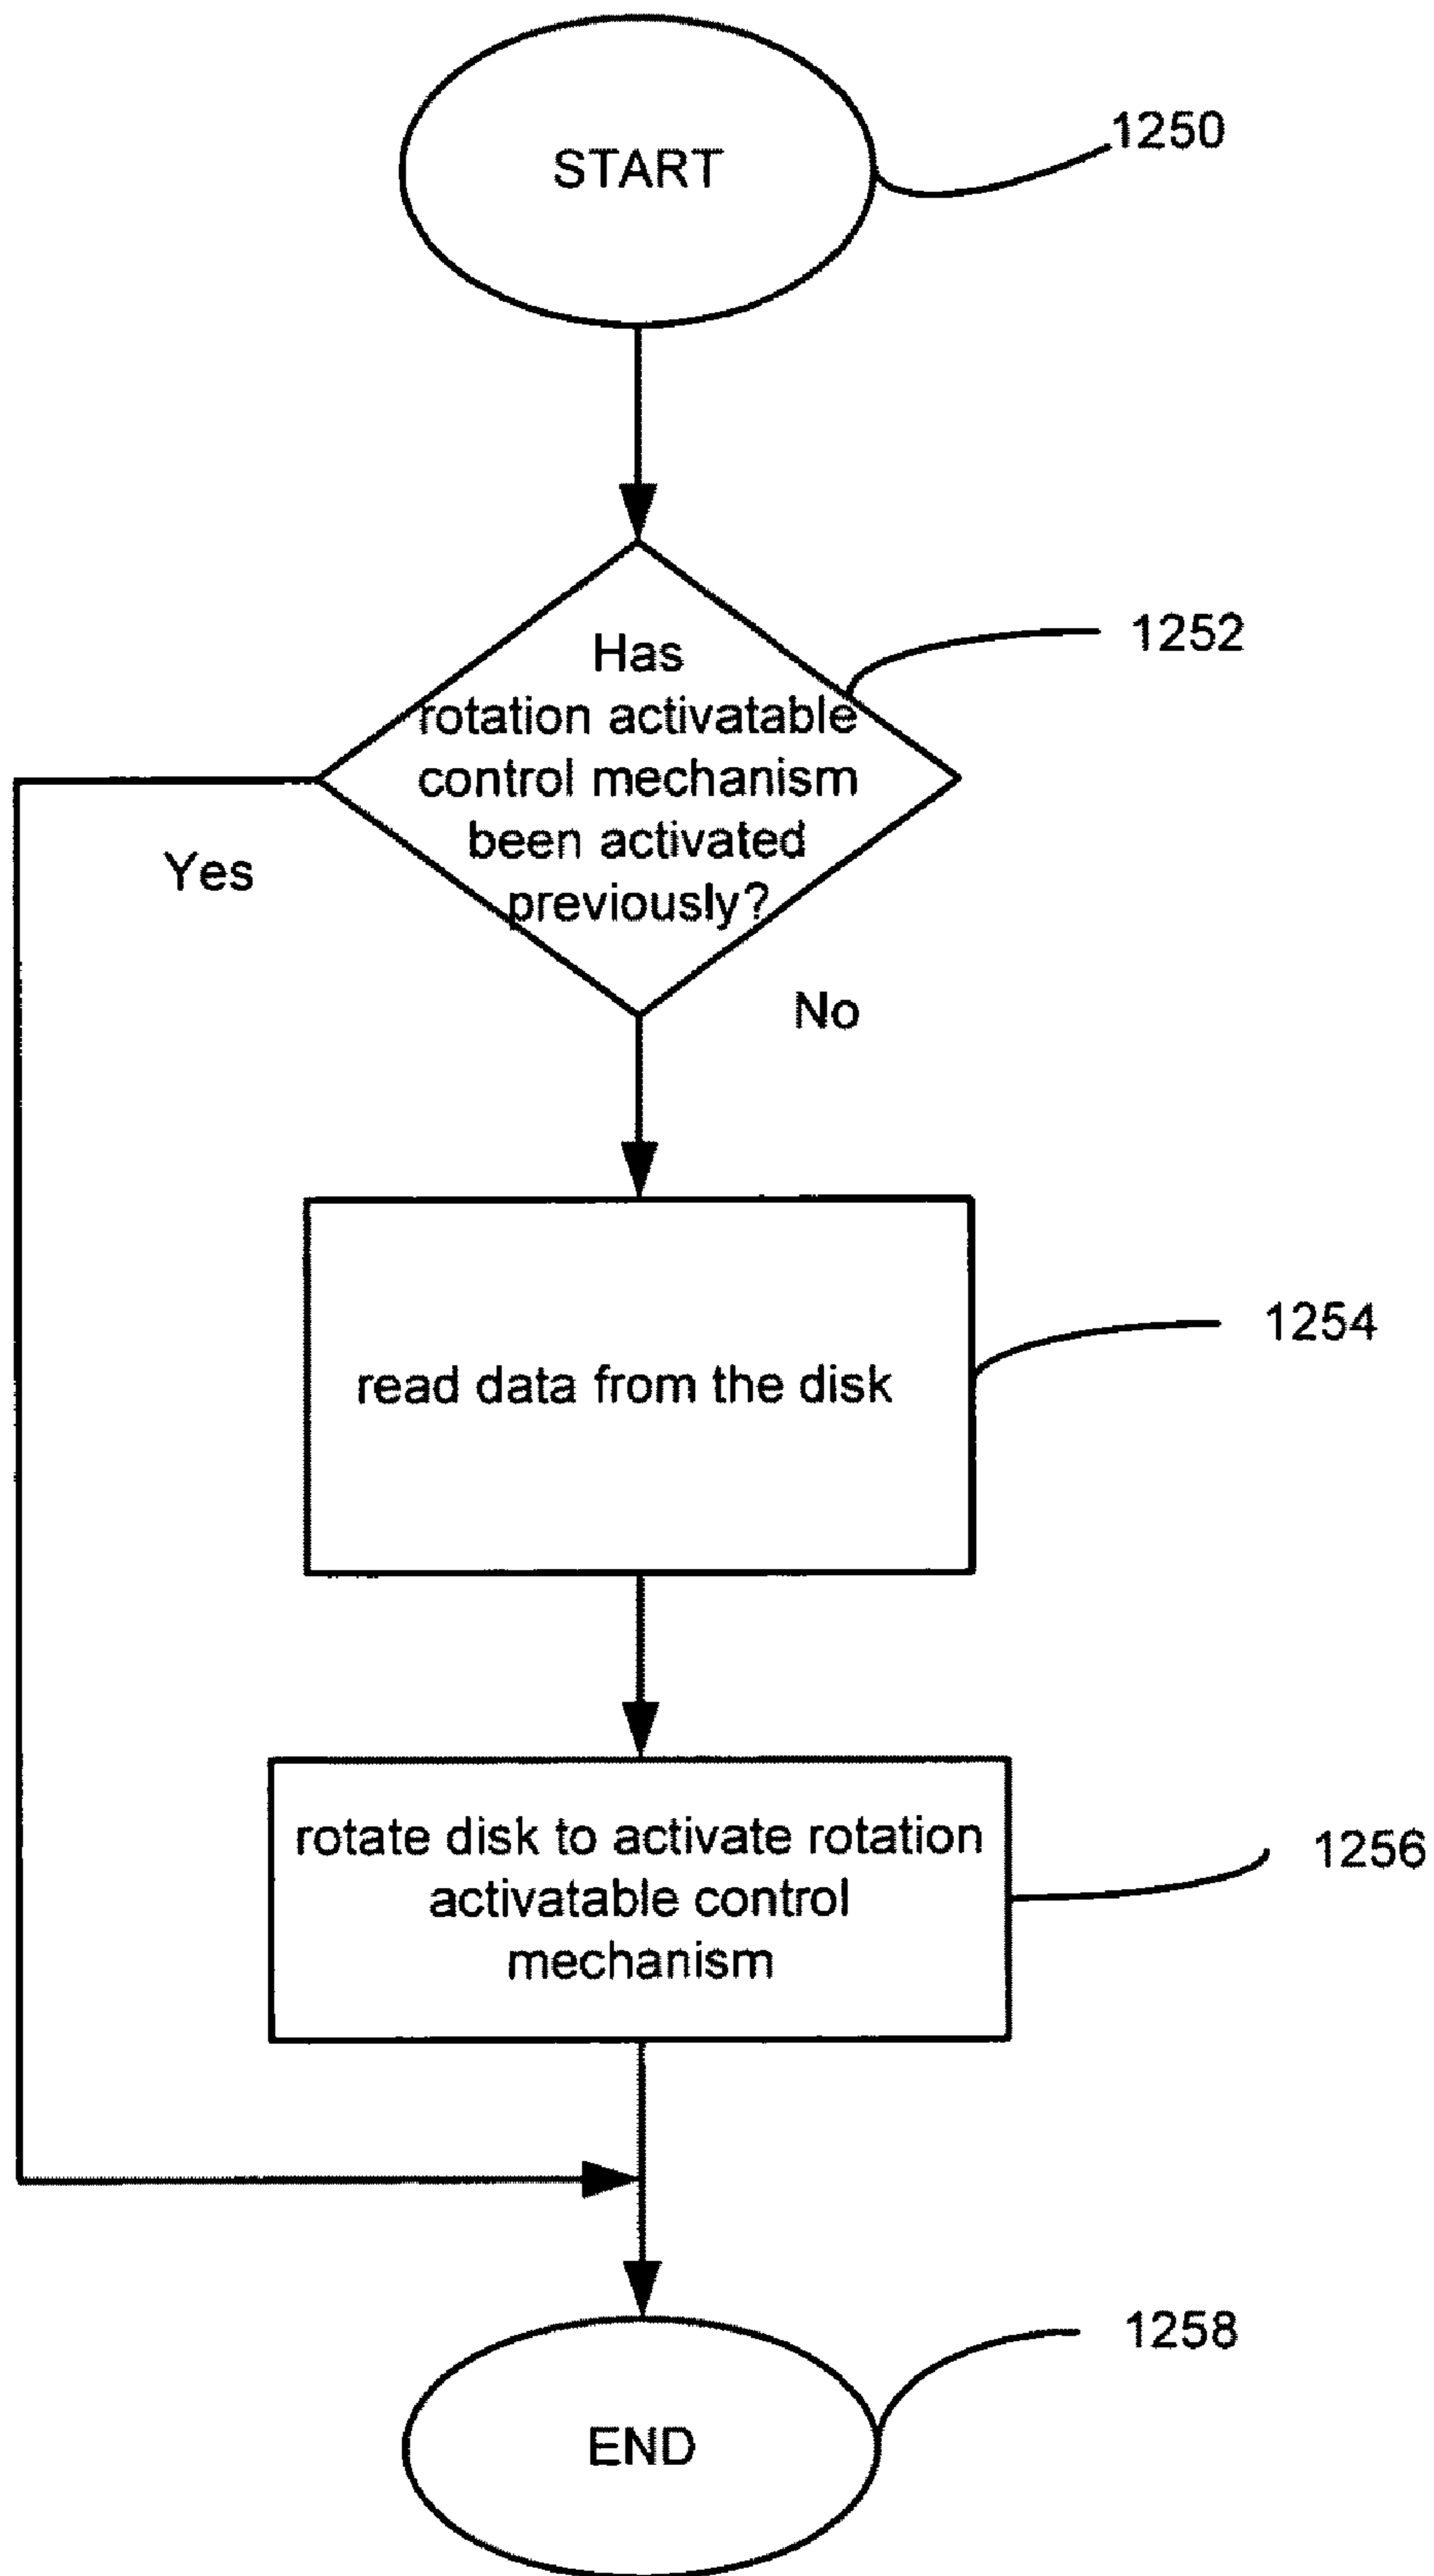 START
1250
Has
rotation activatable
control mechanism
been activated
previously?
1252
Yes
No
read data from the disk
1254
rotate disk to activate rotation
activatable control
mechanism
1256
END
1258